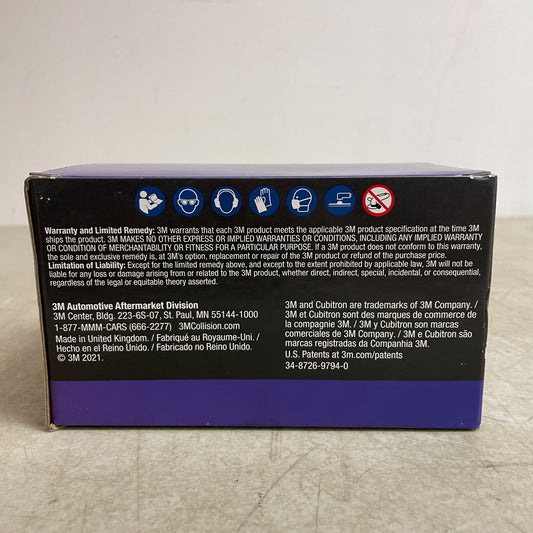 Warranty and Limited Remedy: 3M warrants that each 3M product meets the applicable 3M product specification at the time 3M
ships the product. 3M MAKES NO OTHER EXPRESS OR IMPLIED WARRANTIES OR CONDITIONS, INCLUDING ANY IMPLIED WARRANTY
OR CONDITION OF MERCHANTABILITY OR FITNESS FOR A PARTICULAR PURPOSE. If a 3M product does not conform to this warranty,
the sole and exclusive remedy is, at 3M's option, replacement or repair of the 3M product or refund of the purchase price.
Limitation of Liability: Except for the limited remedy above, and except to the extent prohibited by applicable law, 3M will not be
liable for any loss or damage arising from or related to the 3M product, whether direct, indirect, special, incidental, or consequential,
regardless of the legal or equitable theory asserted.
3M Automotive Aftermarket Division
3M Center, Bldg. 223-6S-07, St. Paul, MN 55144-1000
1-877-MMM-CARS (666-2277) 3MCollision.com
Made in United Kingdom. / Fabriqué au Royaume-Uni. /
Hecho en el Reino Unido. / Fabricado no Reino Unido.
© 3M 2021.
3M and Cubitron are trademarks of 3M Company. /
3M et Cubitron sont des marques de commerce de
la compagnie 3M. / 3M y Cubitron son marcas
comerciales de 3M Company. / 3M e Cubitron são
marcas registradas da Companhia 3M.
U.S. Patents at 3m.com/patents
34-8726-9794-0